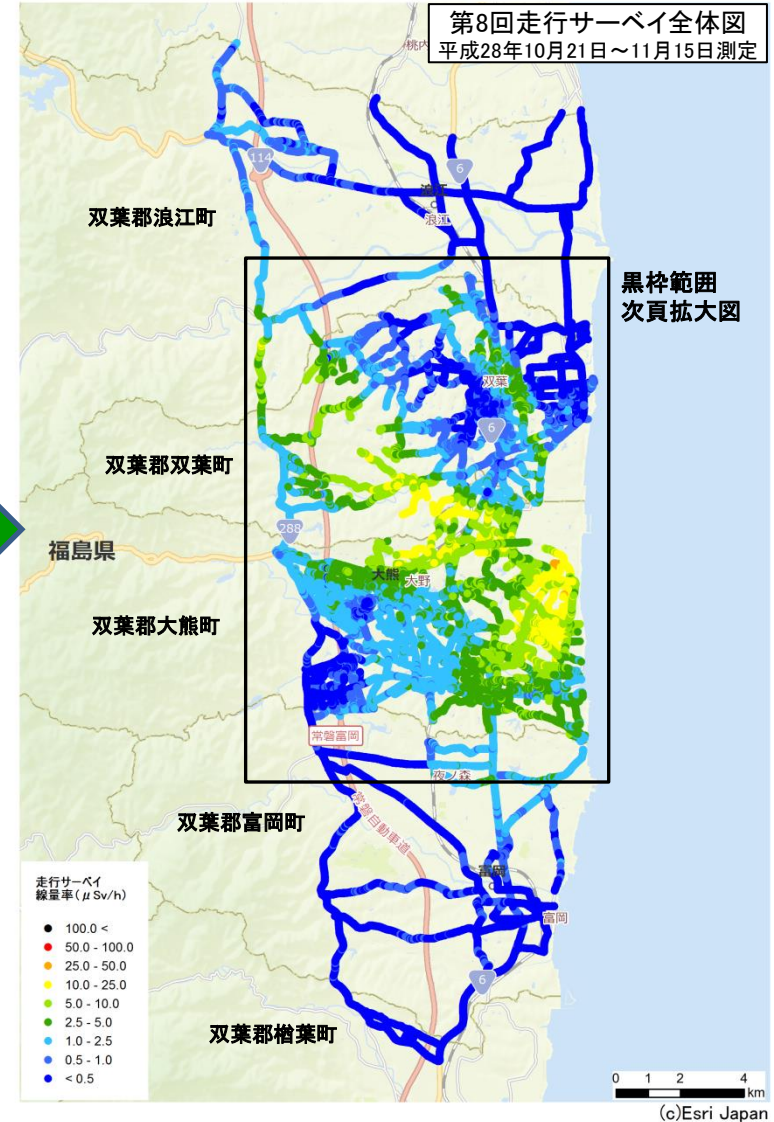 第8回走行サーベイ全体図
平成28年10月21日～11月15日測定
桃内
114
6
浪江
浪江
双葉郡浪江町
黒枠範囲
次頁拡大図
双葉
6
双葉郡双葉町
288
福島県
大熊
大野
双葉郡大熊町
常磐富岡
夜ノ森
双葉郡富岡町
常磐自動車道
富岡
富岡
6
双葉郡楢葉町
走行サーベイ
線量率(μSv/h)
100.0 <
50.0 - 100.0
25.0 - 50.0
10.0 - 25.0
5.0 - 10.0
2.5 - 5.0
1.0 - 2.5
0.5 - 1.0
< 0.5
0 1 2 4
km
(c)Esri Japan